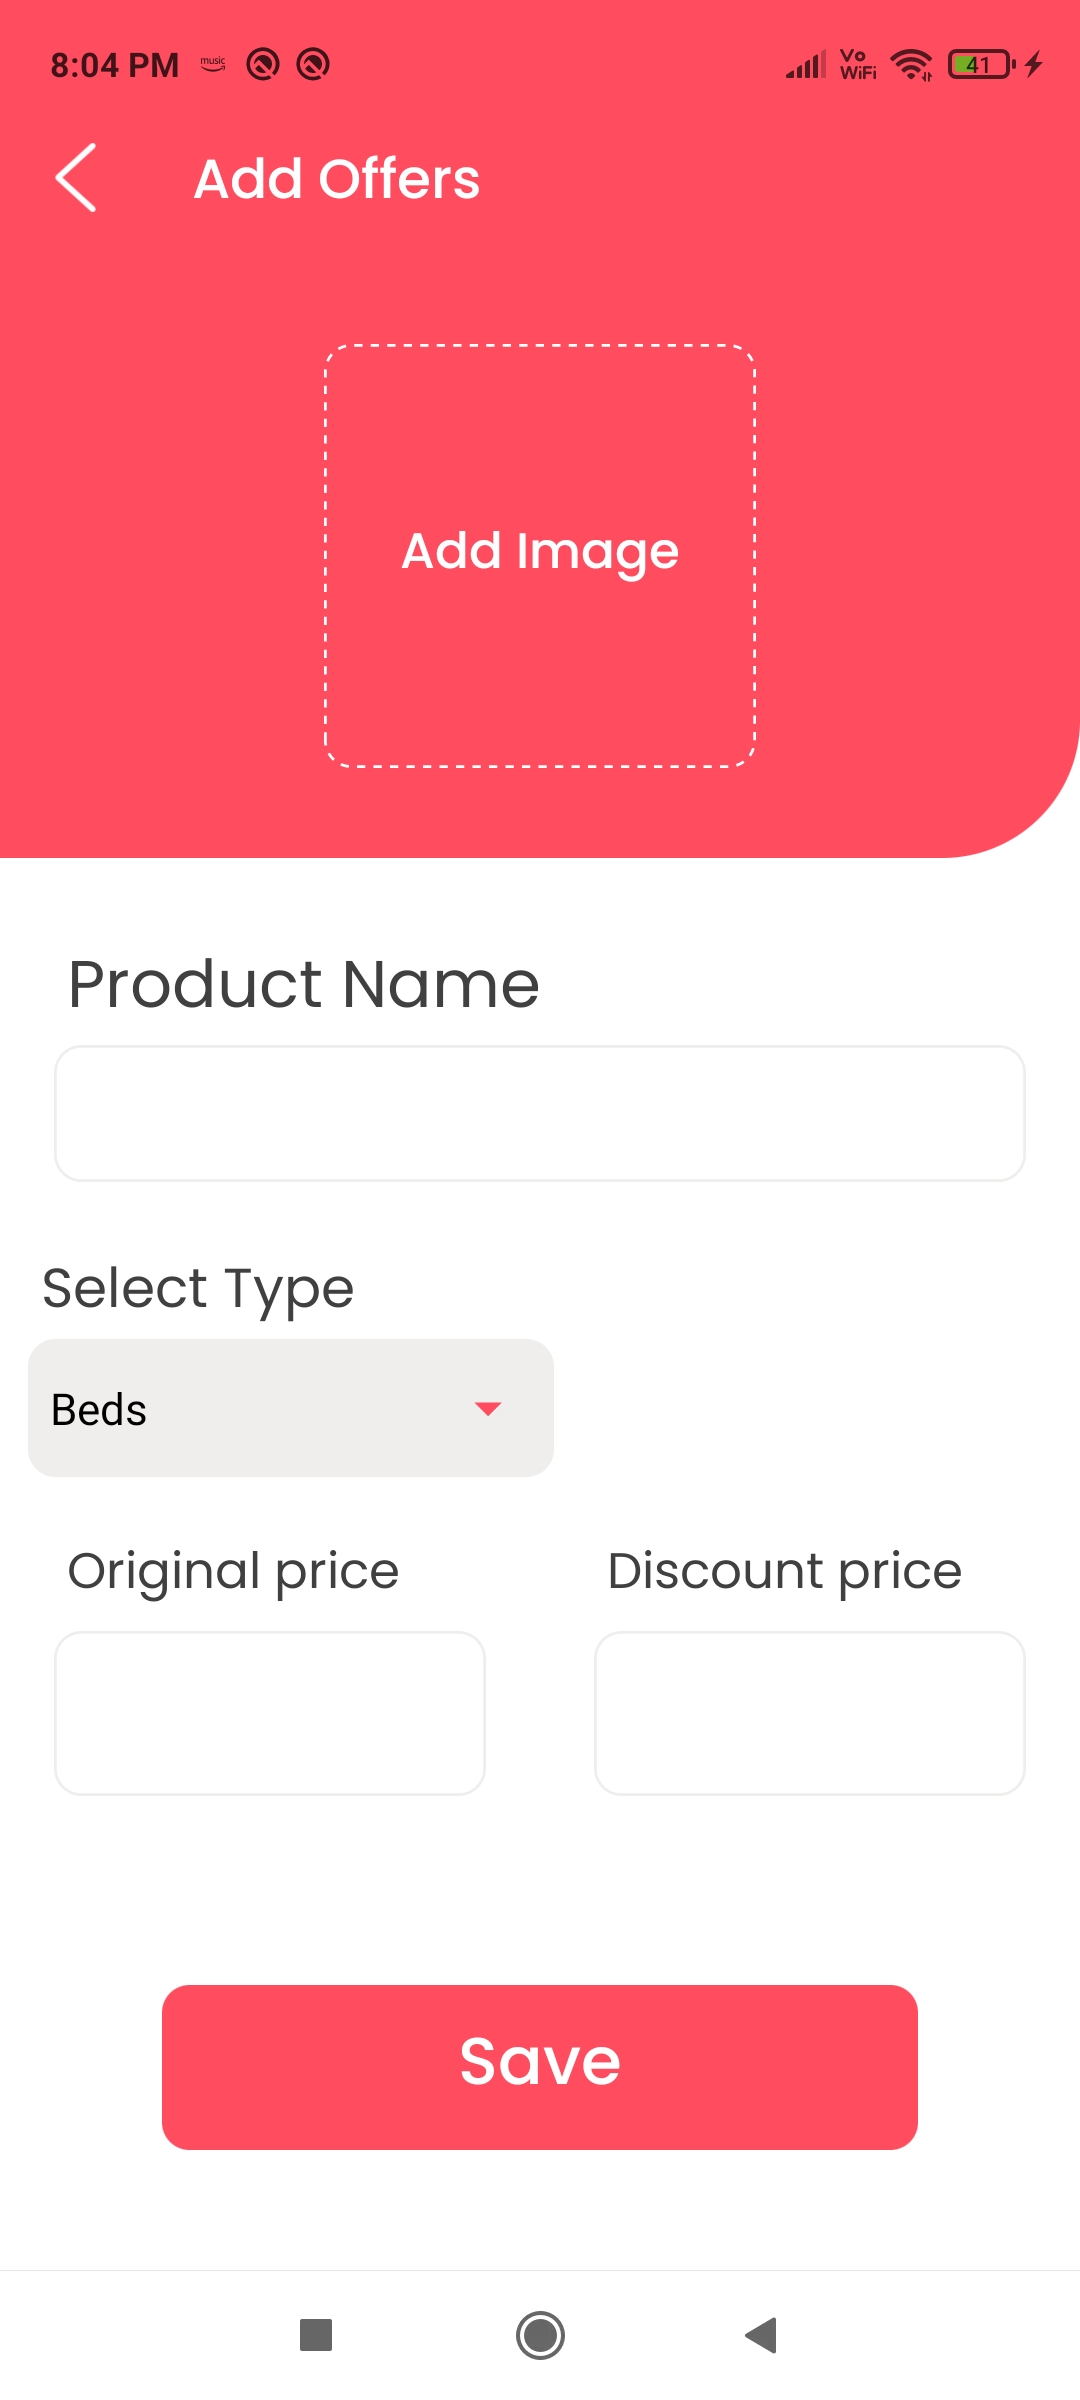 8:04 PM music Vo WiFi 41
Add Offers
Add Image
Product Name
Select Type
Beds
Original price Discount price
Save